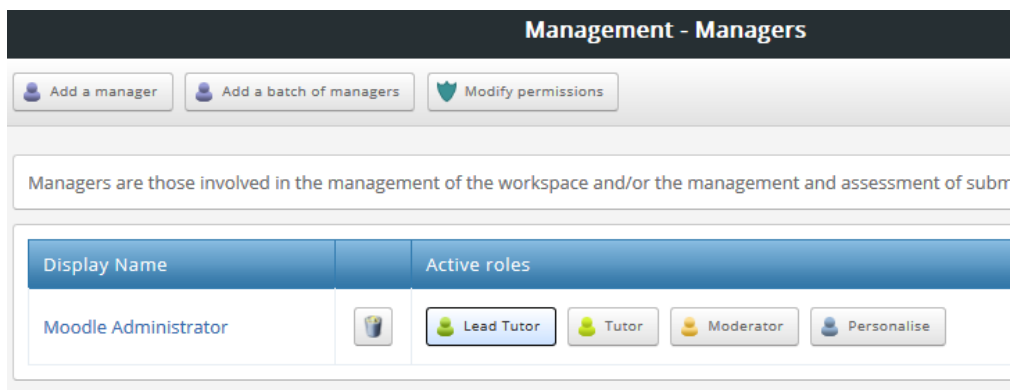 Management - Managers
Add a manager
Add a batch of managers
Modify permissions
Managers are those involved in the management of the workspace and/or the management and assessment of subm
Display Name
Active roles
Moodle Administrator
Lead Tutor
Tutor
Moderator
Personalise